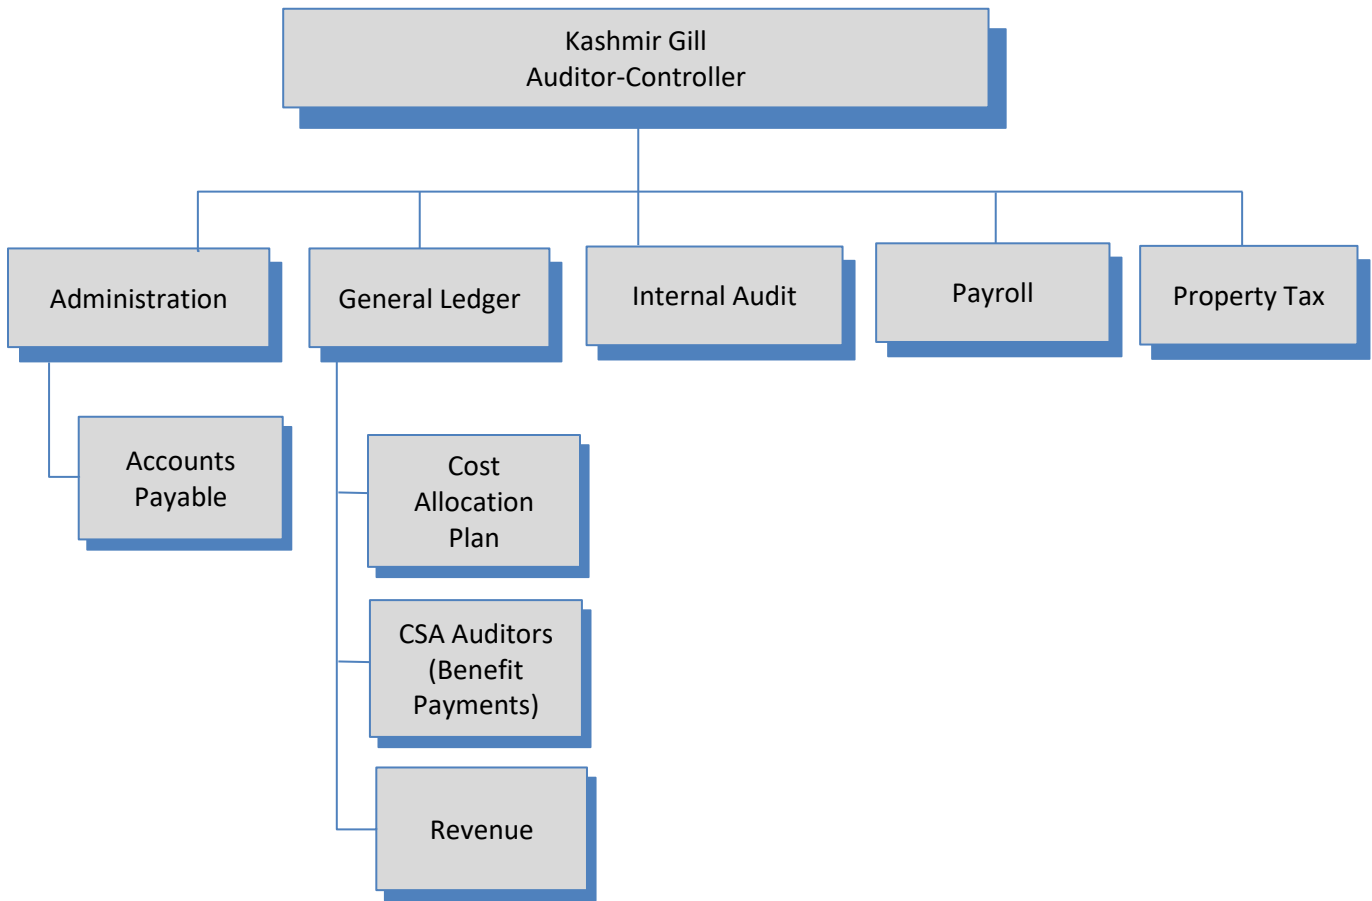 Kashmir Gill
Auditor-Controller
Administration
General Ledger
Internal Audit
Payroll
Property Tax
Accounts
Payable
Cost
Allocation
Plan
CSA Auditors
(Benefit
Payments)
Revenue